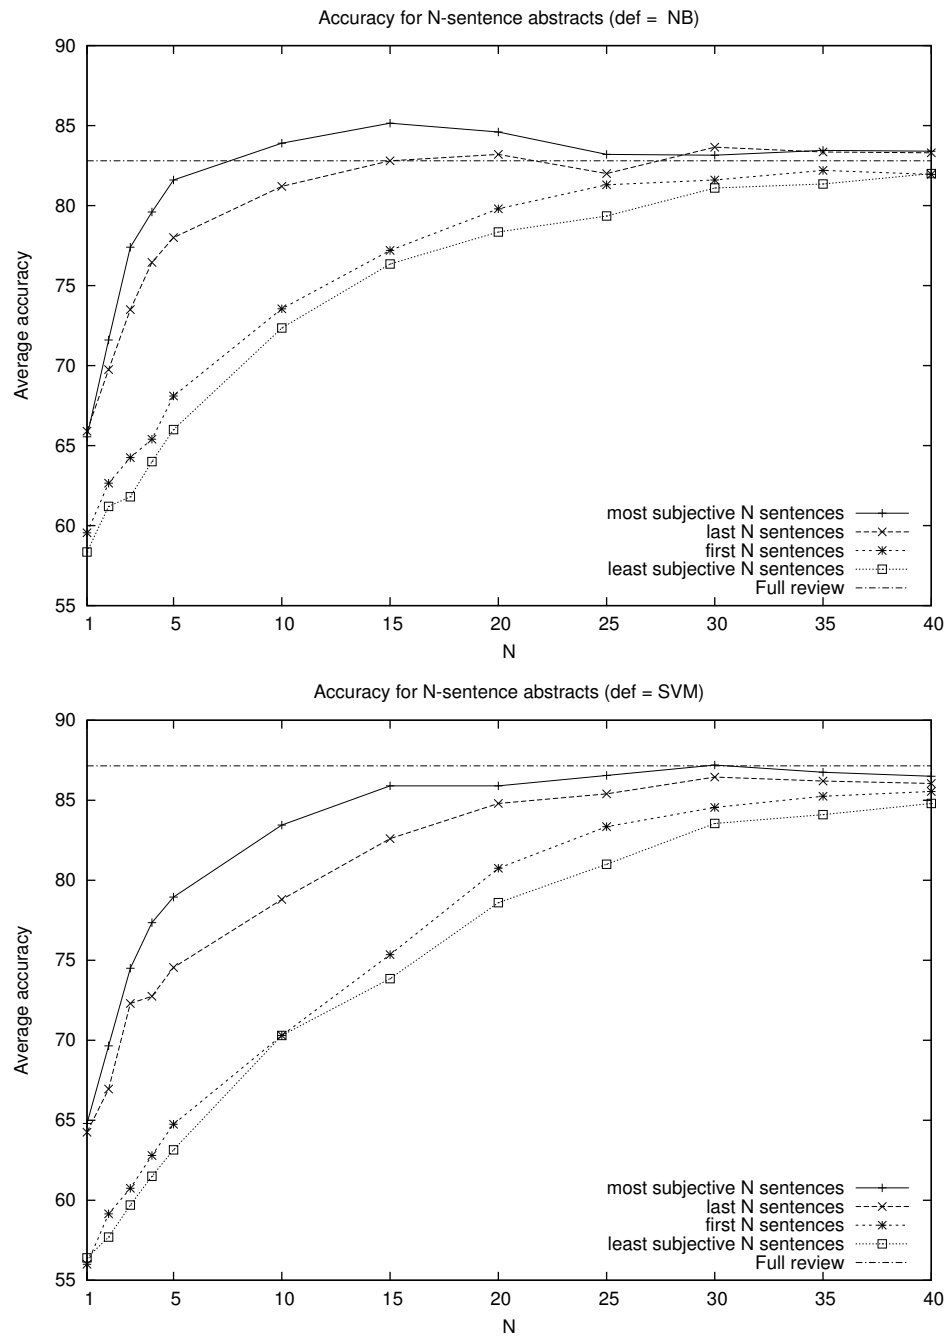 Accuracy for N-sentence abstracts (def = NB)
90
85
80
75
70
65
60
55
Average accuracy
most subjective N sentences
last N sentences
first N sentences
least subjective N sentences
Full review
1 5 10 15 20 25 30 35 40
N
Accuracy for N-sentence abstracts (def = SVM)
90
85
80
75
70
65
60
55
Average accuracy
most subjective N sentences
last N sentences
first N sentences
least subjective N sentences
Full review
1 5 10 15 20 25 30 35 40
N